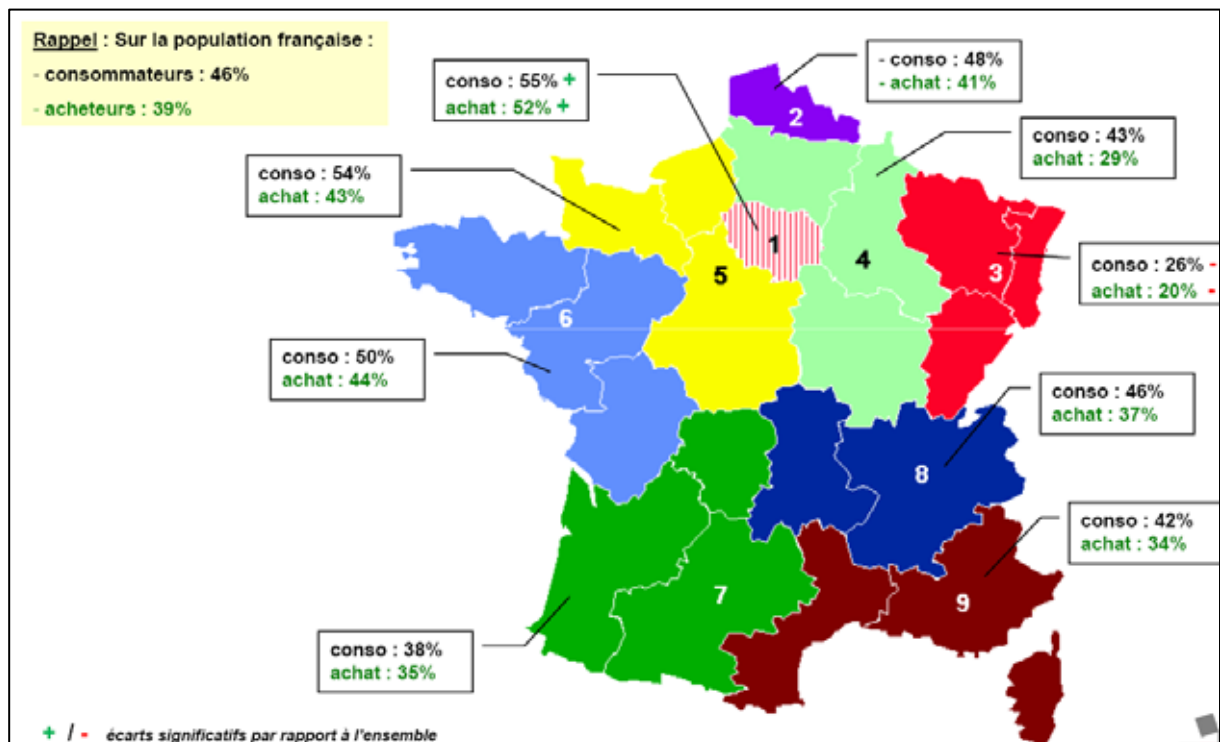 Rappel : Sur la population française :
- consommateurs : 46%
- acheteurs : 39%
conso : 55% +
achat : 52% +
- conso : 48%
- achat : 41%
2
conso : 43%
achat : 29%
conso : 54%
achat : 43%
1
5
4
3
conso : 26% -
achat : 20% -
6
conso : 50%
achat : 44%
conso : 46%
achat : 37%
8
conso : 42%
achat : 34%
7
9
conso : 38%
achat : 35%
+ / - écarts significatifs par rapport à l'ensemble